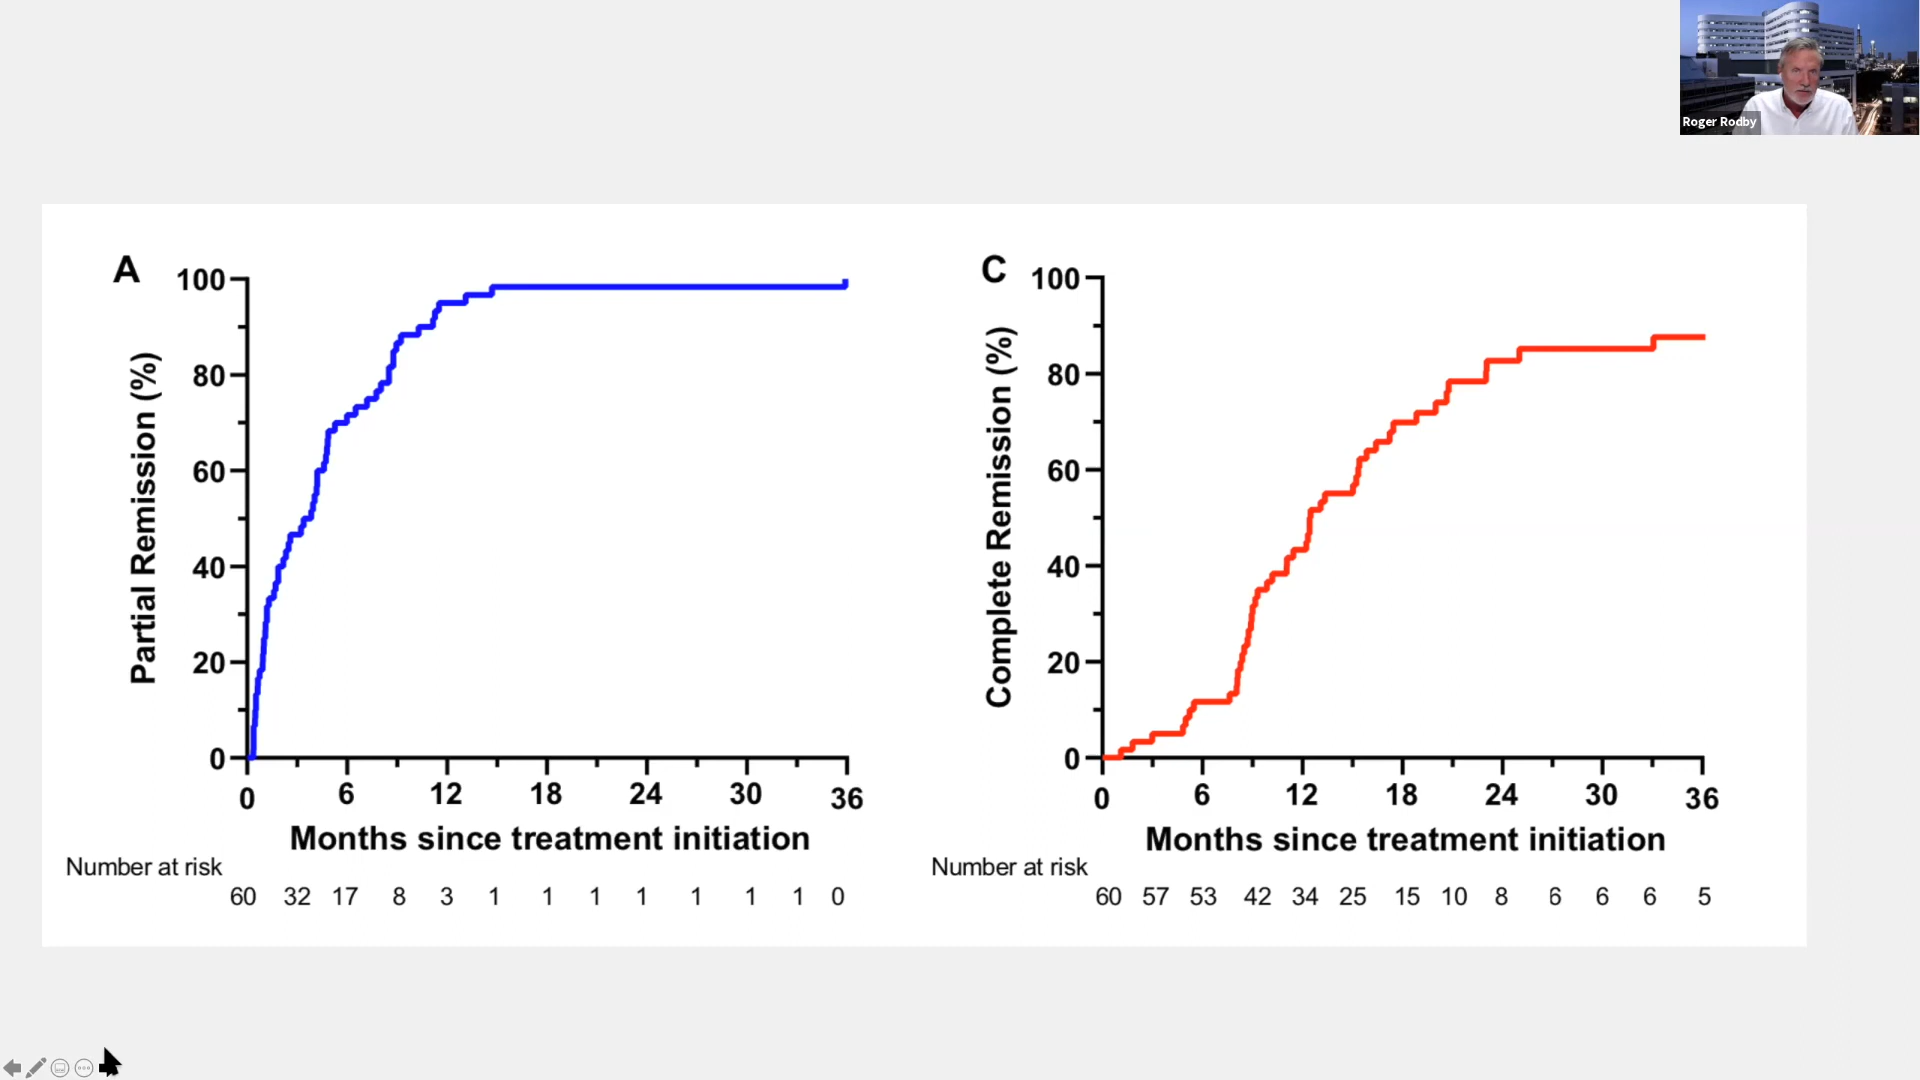 Roger Rodby
A
100
80
60
40
20
0
Partial Remission (%)
0 6 12 18 24 30 36
Months since treatment initiation
Number at risk
60 32 17 8 3 1 1 1 1 1 1 1 0
C
100
80
60
40
20
0
Complete Remission (%)
0 6 12 18 24 30 36
Months since treatment initiation
Number at risk
60 57 53 42 34 25 15 10 8 6 6 6 5